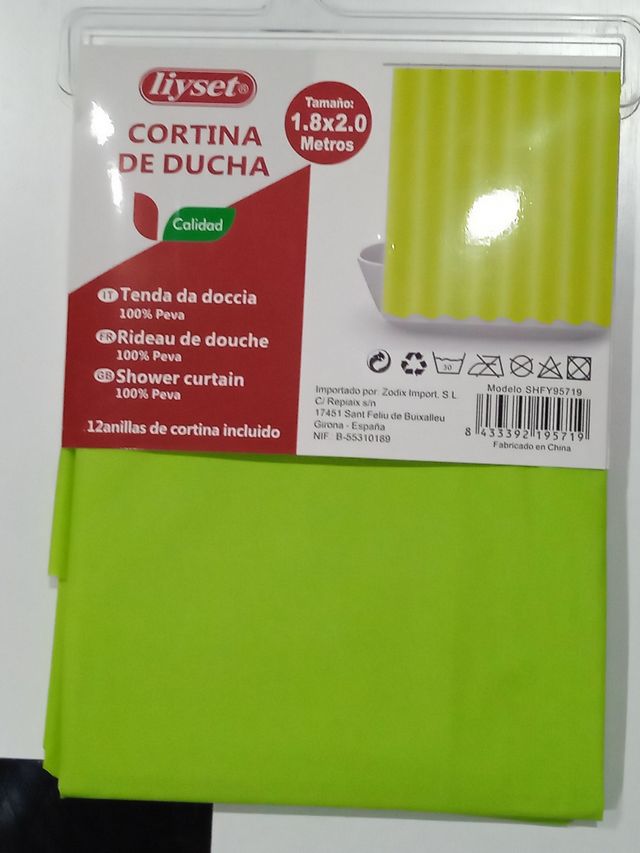 liyset®
CORTINA
DE DUCHA
Tamaño:
1.8x2.0
Metros
Calidad
IT Tenda da doccia
100% Peva
FR Rideau de douche
100% Peva
GB Shower curtain
100% Peva
12anillas de cortina incluido
30
Importado por: Zodix Import, S.L.
C/ Repiaix s/n
17451 Sant Feliu de Buixalleu
Girona - España
NIF: B-55310189
Modelo:SHFY95719
8 433392 195719
Fabricado en China